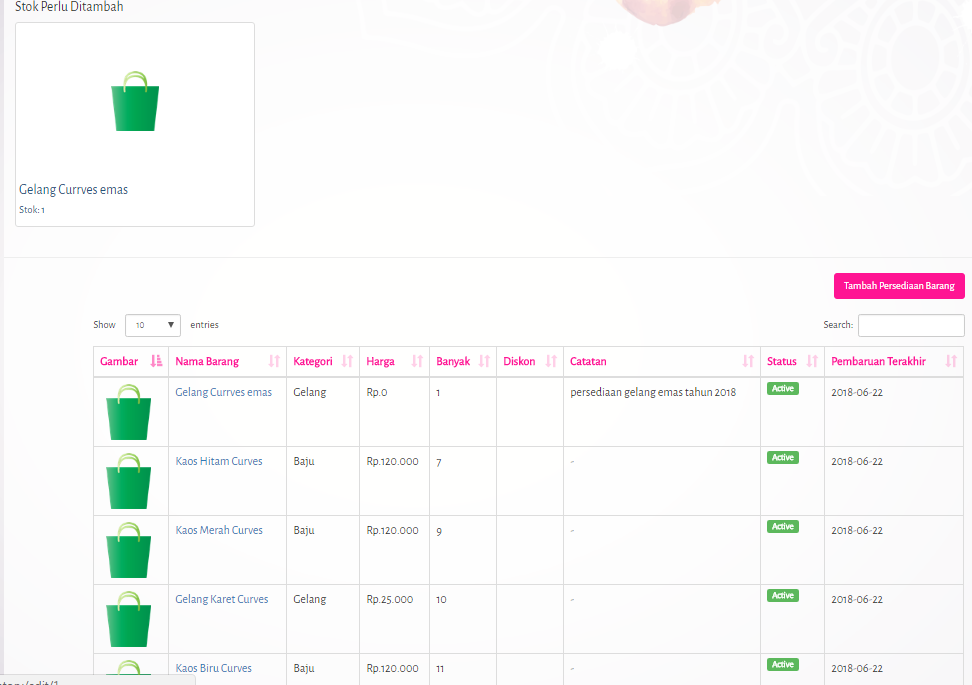 Stok Perlu Ditambah
Gelang Currves emas
Stok: 1
Tambah Persediaan Barang
Show 10 entries Search:
Gambar Nama Barang Kategori Harga Banyak Diskon Catatan Status Pembaruan Terakhir
Gelang Currves emas Gelang Rp.0 1 persediaan gelang emas tahun 2018 Active 2018-06-22
Kaos Hitam Curves Baju Rp.120.000 7 - Active 2018-06-22
Kaos Merah Curves Baju Rp.120.000 9 - Active 2018-06-22
Gelang Karet Curves Gelang Rp.25.000 10 - Active 2018-06-22
Kaos Biru Curves Baju Rp.120.000 11 - Active 2018-06-22